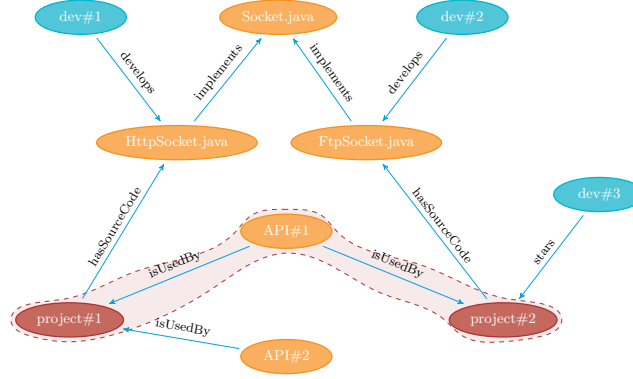 dev#1
Socket.java
dev#2
develops
implements
implements
develops
HttpSocket.java
FtpSocket.java
hasSourceCode
hasSourceCode
dev#3
API#1
isUsedBy
isUsedBy
stars
project#1
project#2
isUsedBy
API#2